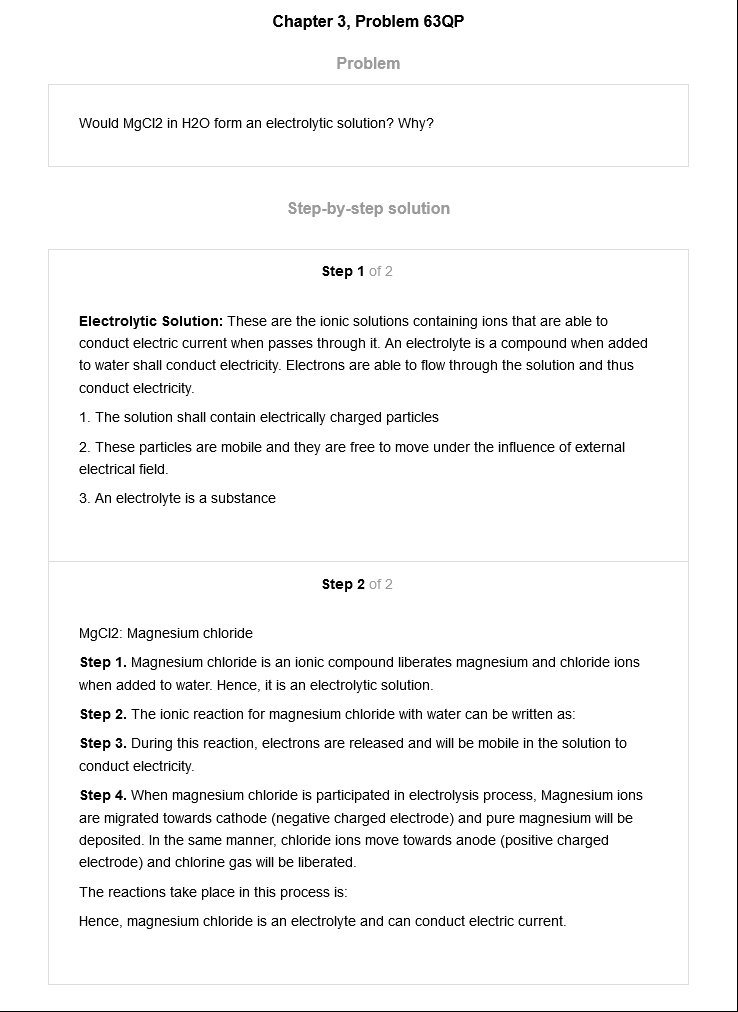 Chapter 3, Problem 63QP
Problem
Would MgCl2 in H2O form an electrolytic solution? Why?
Step-by-step solution
Step 1 of 2
Electrolytic Solution: These are the ionic solutions containing ions that are able to
conduct electric current when passes through it. An electrolyte is a compound when added
to water shall conduct electricity. Electrons are able to flow through the solution and thus
conduct electricity.
1. The solution shall contain electrically charged particles
2. These particles are mobile and they are free to move under the influence of external
electrical field.
3. An electrolyte is a substance
Step 2 of 2
MgCl2: Magnesium chloride
Step 1. Magnesium chloride is an ionic compound liberates magnesium and chloride ions
when added to water. Hence, it is an electrolytic solution.
Step 2. The ionic reaction for magnesium chloride with water can be written as:
Step 3. During this reaction, electrons are released and will be mobile in the solution to
conduct electricity.
Step 4. When magnesium chloride is participated in electrolysis process, Magnesium ions
are migrated towards cathode (negative charged electrode) and pure magnesium will be
deposited. In the same manner, chloride ions move towards anode (positive charged
electrode) and chlorine gas will be liberated.
The reactions take place in this process is:
Hence, magnesium chloride is an electrolyte and can conduct electric current.